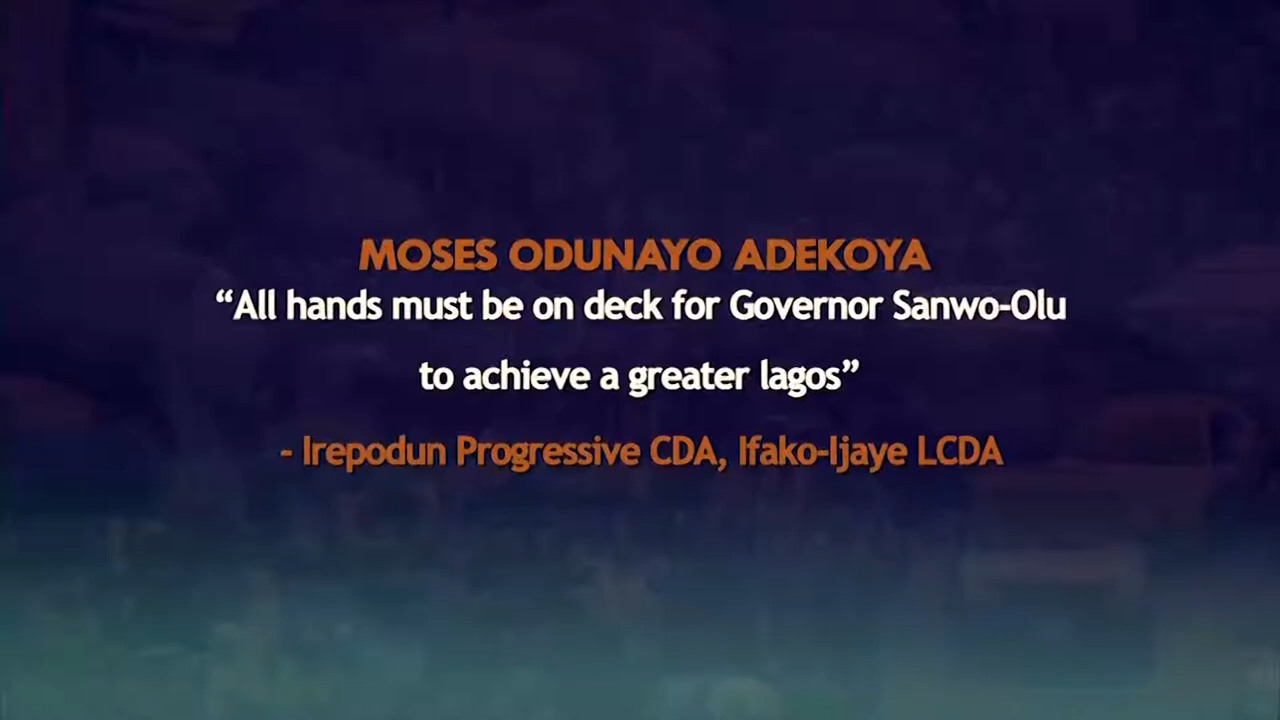 MOSES ODUNAYO ADEKOYA
“All hands must be on deck for Governor Sanwo-Olu
to achieve a greater lagos”
- Irepodun Progressive CDA, Ifako-Ijaye LCDA